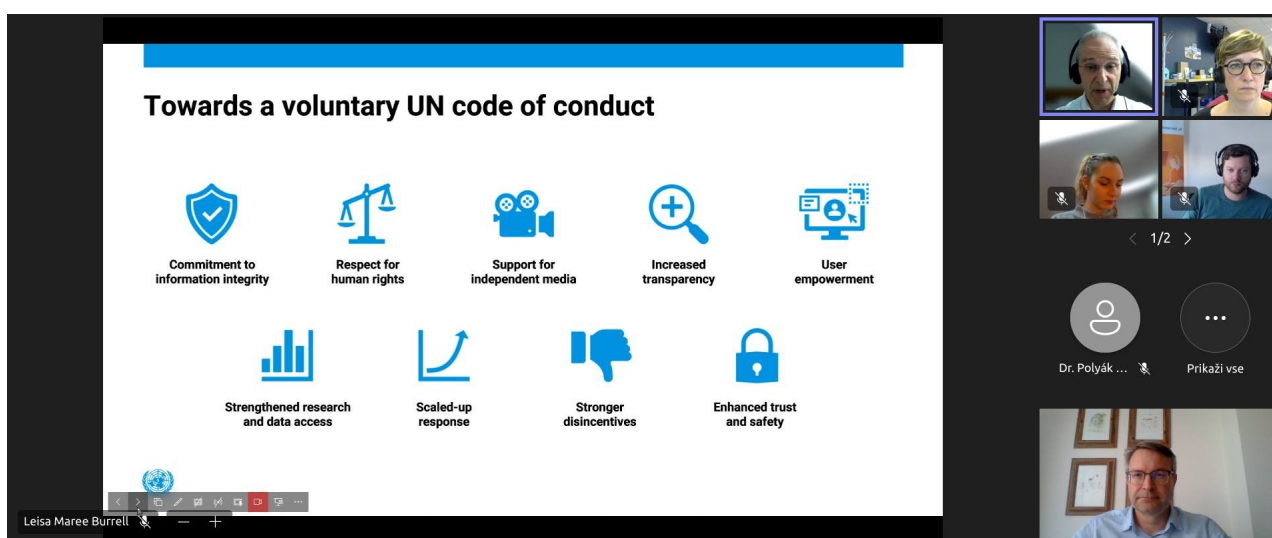 Towards a voluntary UN code of conduct
Commitment to
information integrity
Respect for
human rights
Support for
independent media
Increased
transparency
User
empowerment
Strengthened research
and data access
Scaled-up
response
Stronger
disincentives
Enhanced trust
and safety
Leisa Maree Burrell
1/2
Dr. Polyák ...
Prikaži vse